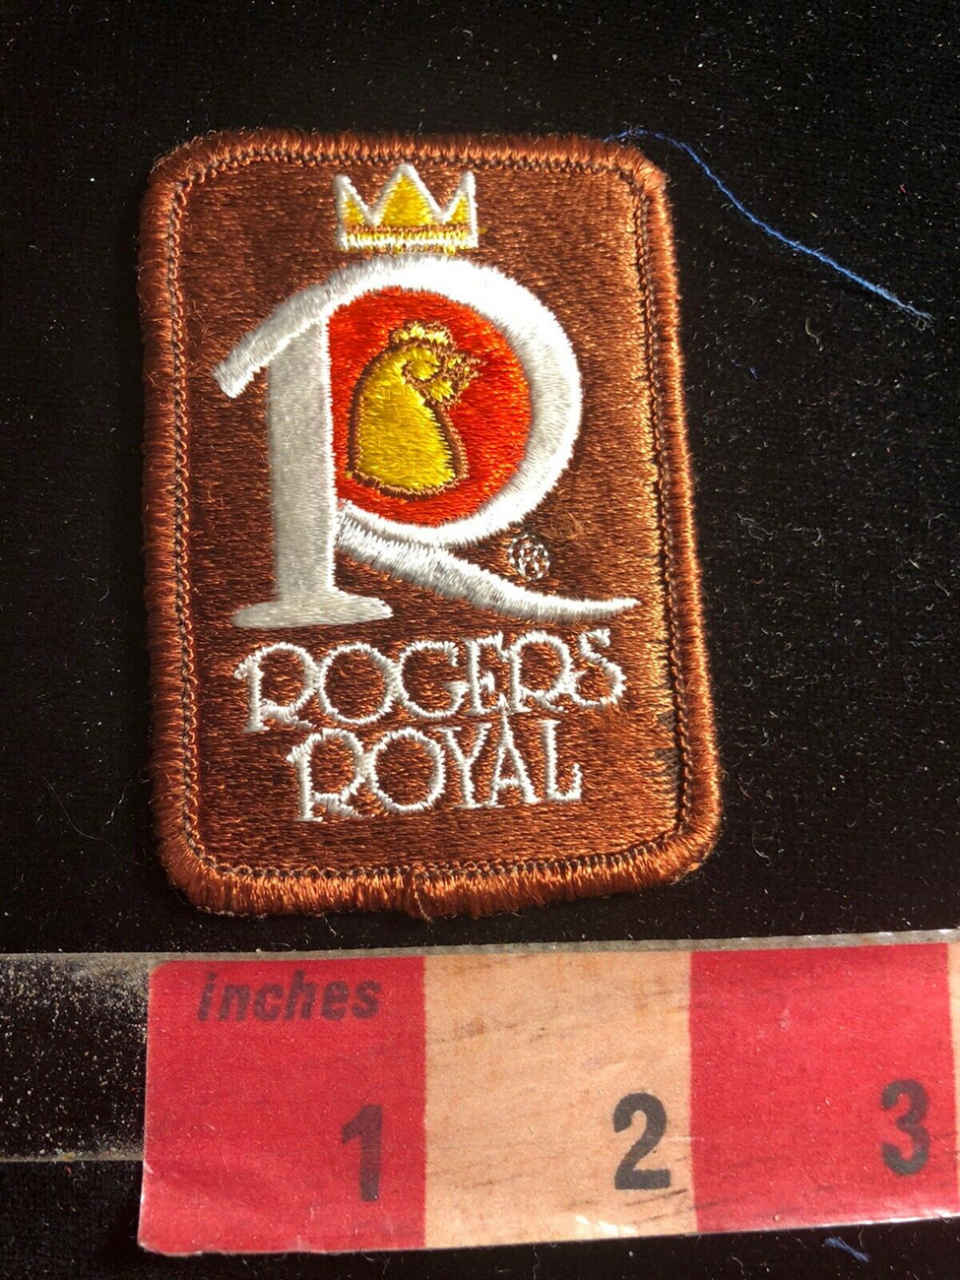 R
®
ROGERS
ROYAL
inches
1 2 3